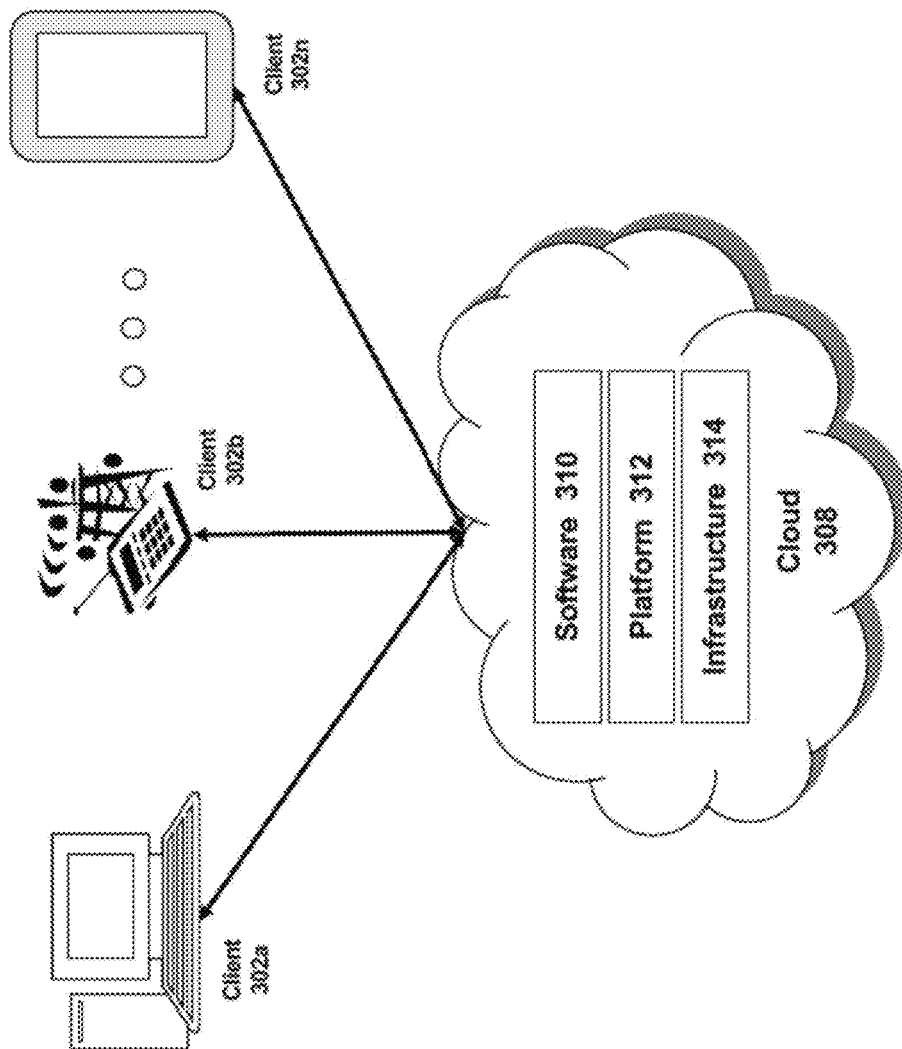 Client
302a
Client
302b
Client
302n
Software 310
Platform 312
Infrastructure 314
Cloud
308